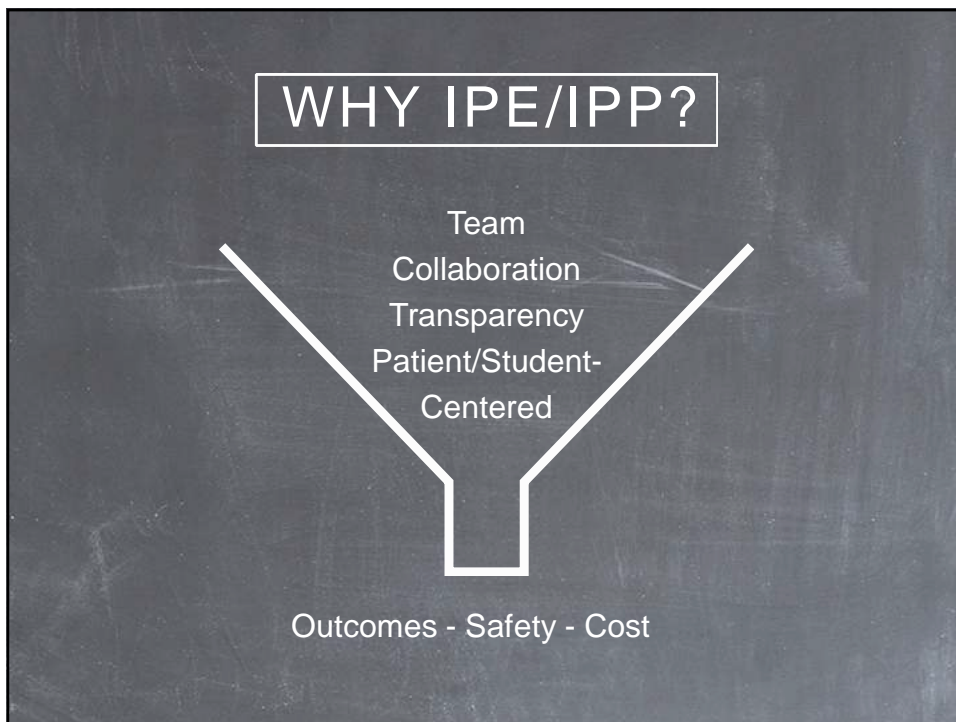 WHY IPE/IPP?
Team
Collaboration
Transparency
Patient/Student-
Centered
Outcomes - Safety - Cost